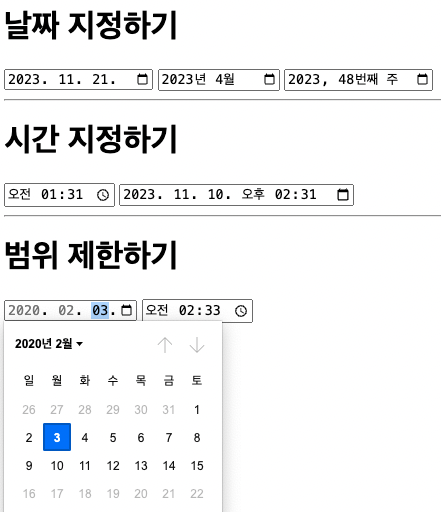 날짜 지정하기
2023. 11. 21. 2023년 4월 2023, 48번째 주
시간 지정하기
오전 01:31 2023. 11. 10. 오후 02:31
범위 제한하기
2020. 02. 03. 오전 02:33
2020년 2월
일 월 화 수 목 금 토
26 27 28 29 30 31 1
2 3 4 5 6 7 8
9 10 11 12 13 14 15
16 17 18 19 20 21 22